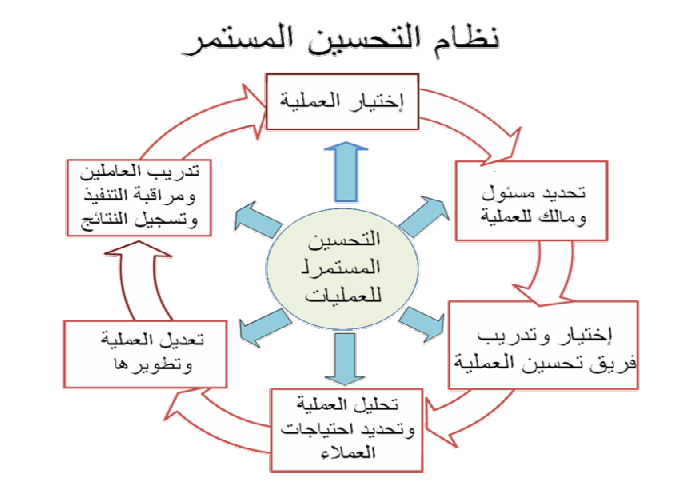 نظام التحسين المستمر
إختيار العملية
تحديد مسئول
ومالك للعملية
إختيار وتدريب
فريق تحسين العملية
تحليل العملية
وتحديد احتياجات
العملاء
تعديل العملية
وتطويرها
تدريب العاملين
ومراقبة التنفيذ
وتسجيل النتائج
التحسين
المستمرلـ
للعمليات